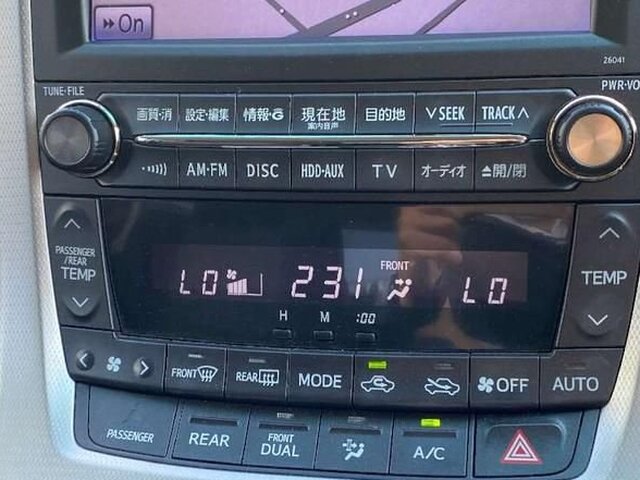 On
26041
TUNE·FILE
PWR·VO
画質·消 設定·編集 情報·G 現在地 目的地 ∨SEEK TRACK∧
案内音声
AM·FM DISC HDD·AUX TV オーディオ 開/閉
PASSENGER
/REAR
TEMP
TEMP
FRONT
LO 231 LO
H M :00
FRONT REAR MODE OFF AUTO
PASSENGER REAR FRONT DUAL A/C